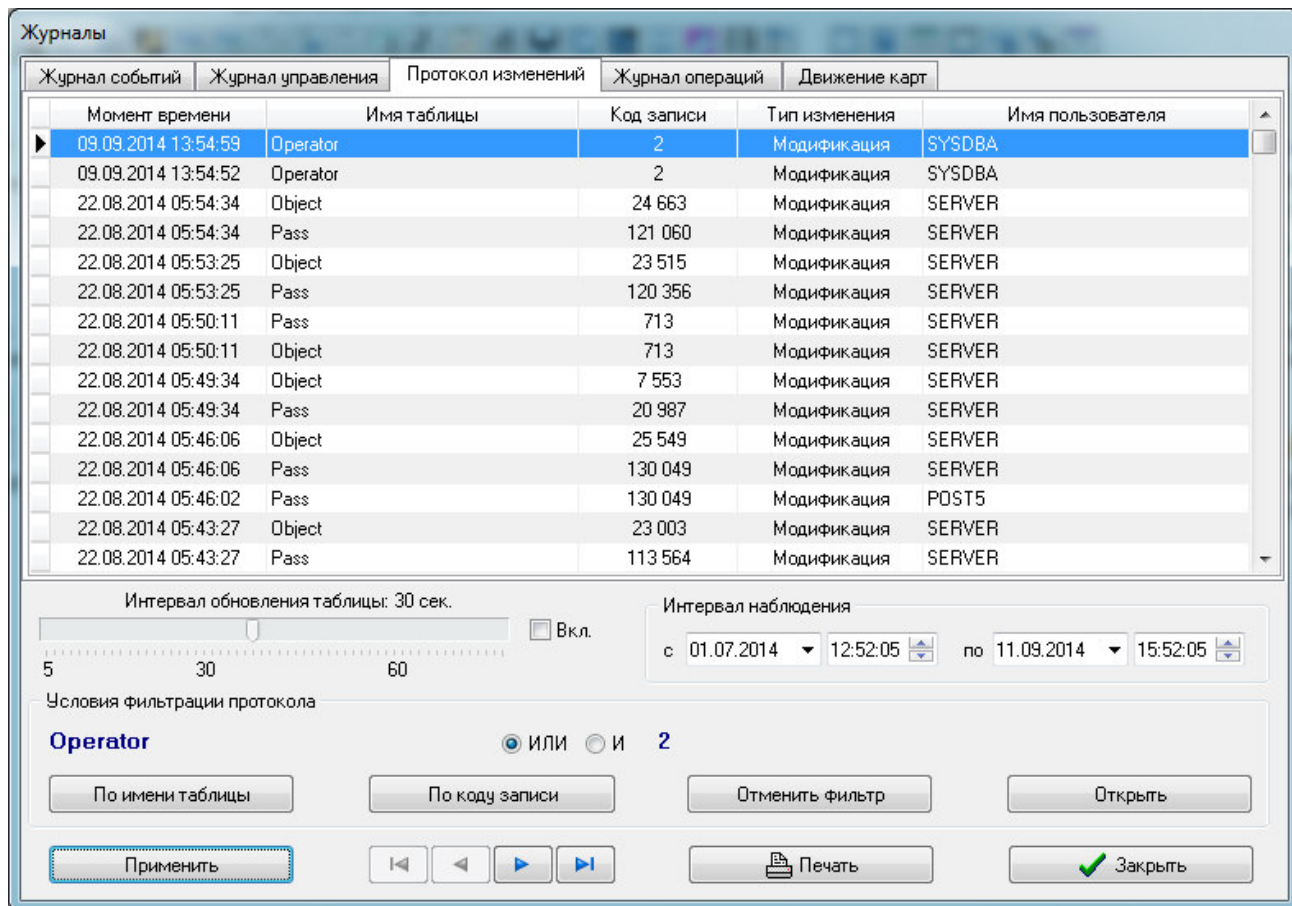 Журналы
Журнал событий Журнал управления Протокол изменений Журнал операций Движение карт
Момент времени Имя таблицы Код записи Тип изменения Имя пользователя
09.09.2014 13:54:59 Operator 2 Модификация SYSDBA
09.09.2014 13:54:52 Operator 2 Модификация SYSDBA
22.08.2014 05:54:34 Object 24 663 Модификация SERVER
22.08.2014 05:54:34 Pass 121 060 Модификация SERVER
22.08.2014 05:53:25 Object 23 515 Модификация SERVER
22.08.2014 05:53:25 Pass 120 356 Модификация SERVER
22.08.2014 05:50:11 Pass 713 Модификация SERVER
22.08.2014 05:50:11 Object 713 Модификация SERVER
22.08.2014 05:49:34 Object 7 553 Модификация SERVER
22.08.2014 05:49:34 Pass 20 987 Модификация SERVER
22.08.2014 05:46:06 Object 25 549 Модификация SERVER
22.08.2014 05:46:06 Pass 130 049 Модификация SERVER
22.08.2014 05:46:02 Pass 130 049 Модификация POST5
22.08.2014 05:43:27 Object 23 003 Модификация SERVER
22.08.2014 05:43:27 Pass 113 564 Модификация SERVER
Интервал обновления таблицы: 30 сек.
Вкл.
5 30 60
Интервал наблюдения
с 01.07.2014 12:52:05 по 11.09.2014 15:52:05
Условия фильтрации протокола
Operator ИЛИ И 2
По имени таблицы По коду записи Отменить фильтр Открыть
Применить Печать Закрыть